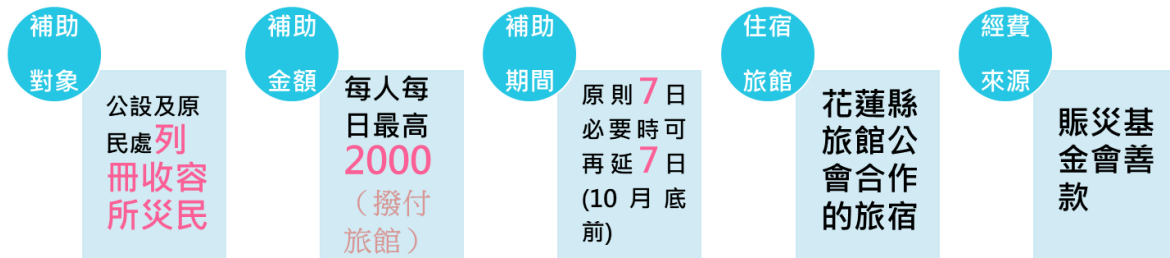 補助
對象
公設及原
民處列
冊收容
所災民
補助
金額
每人每
日最高
2000
（撥付
旅館）
補助
期間
原則7日
必要時可
再延7日
(10月底
前)
住宿
旅館
花蓮縣
旅館公
會合作
的旅宿
經費
來源
賑災基
金會善
款